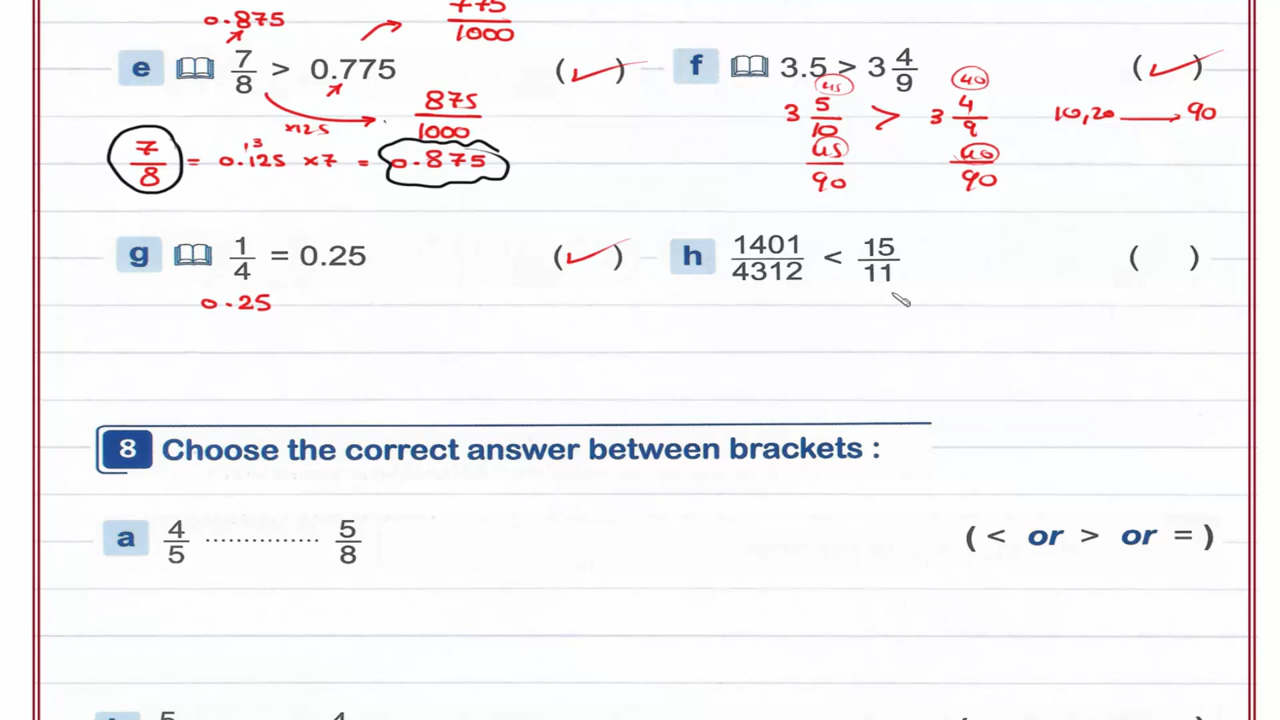 0.875 775/1000
e 7/8 > 0.775 (✓) f 3.5 > 3 4/9 (✓)
×125 875/1000 3 5/10 (45) > 3 4/9 (40) 10,20 → 90
7/8 = 0.125 ×7 = 0.875 45/90 40/90
13
g 1/4 = 0.25 (✓) h 1401/4312 < 15/11 ( )
0.25
8 Choose the correct answer between brackets :
a 4/5 ............... 5/8 ( < or > or = )
5 4